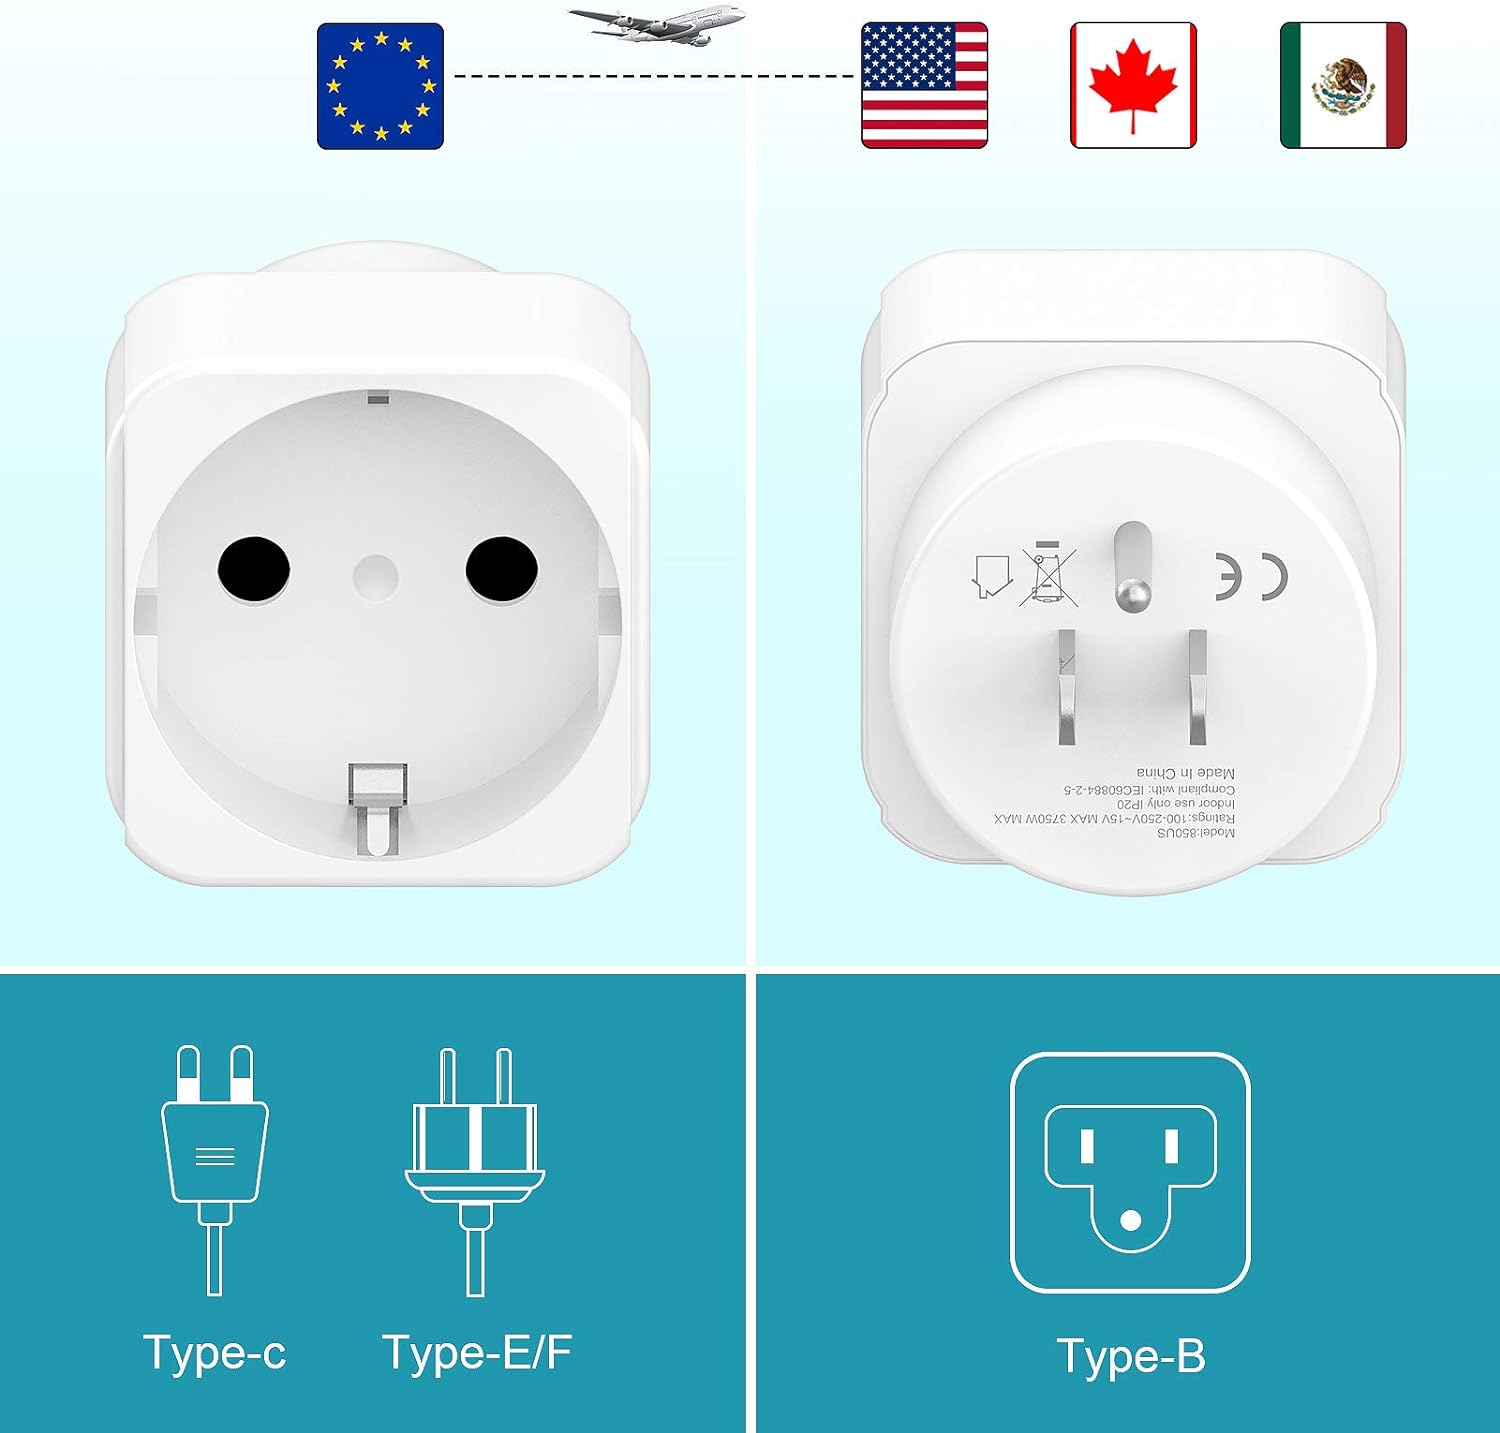 CE
Model:850US
Ratings:100-250V~15V MAX 3750W MAX
Indoor use only IP20
Compliant with: IEC60884-2-5
Made In China
Type-c
Type-E/F
Type-B